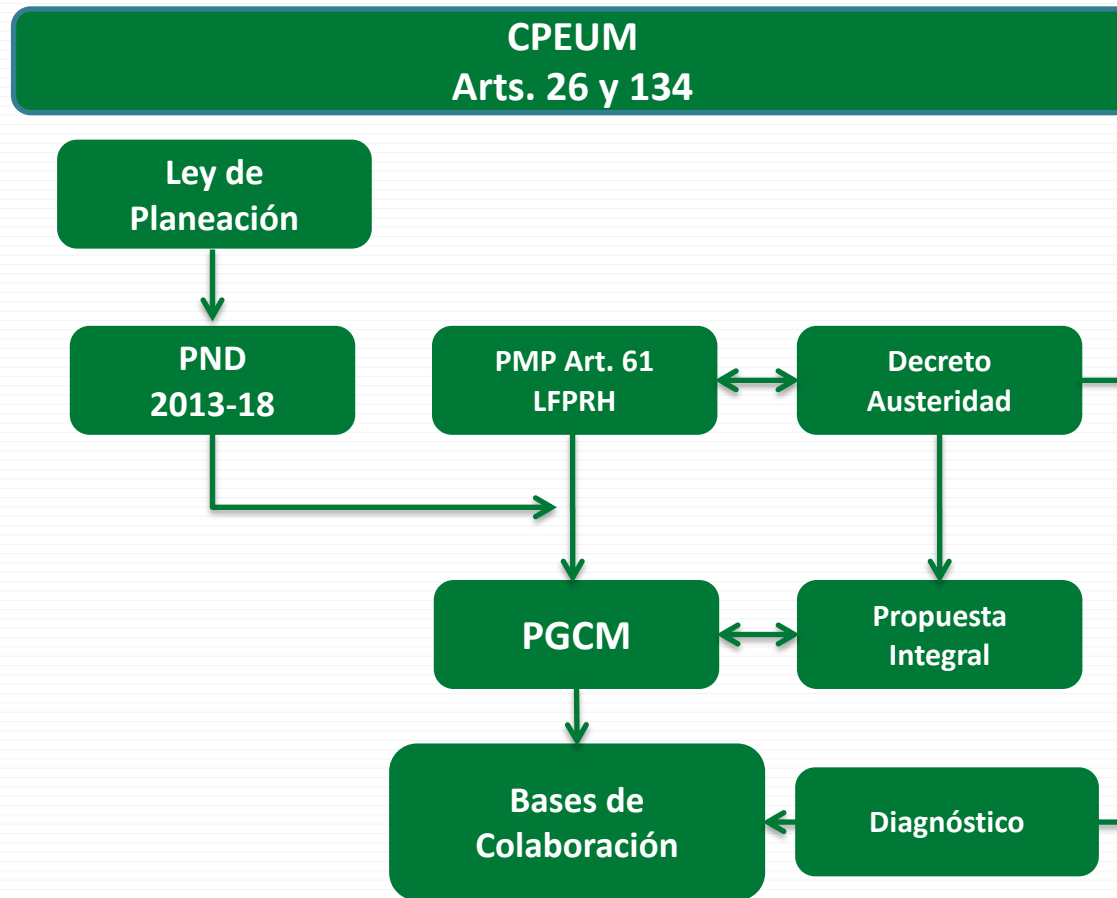 CPEUM
Arts. 26 y 134
Ley de
Planeación
PND
2013-18
PMP Art. 61
LFPRH
Decreto
Austeridad
PGCM
Propuesta
Integral
Bases de
Colaboración
Diagnóstico